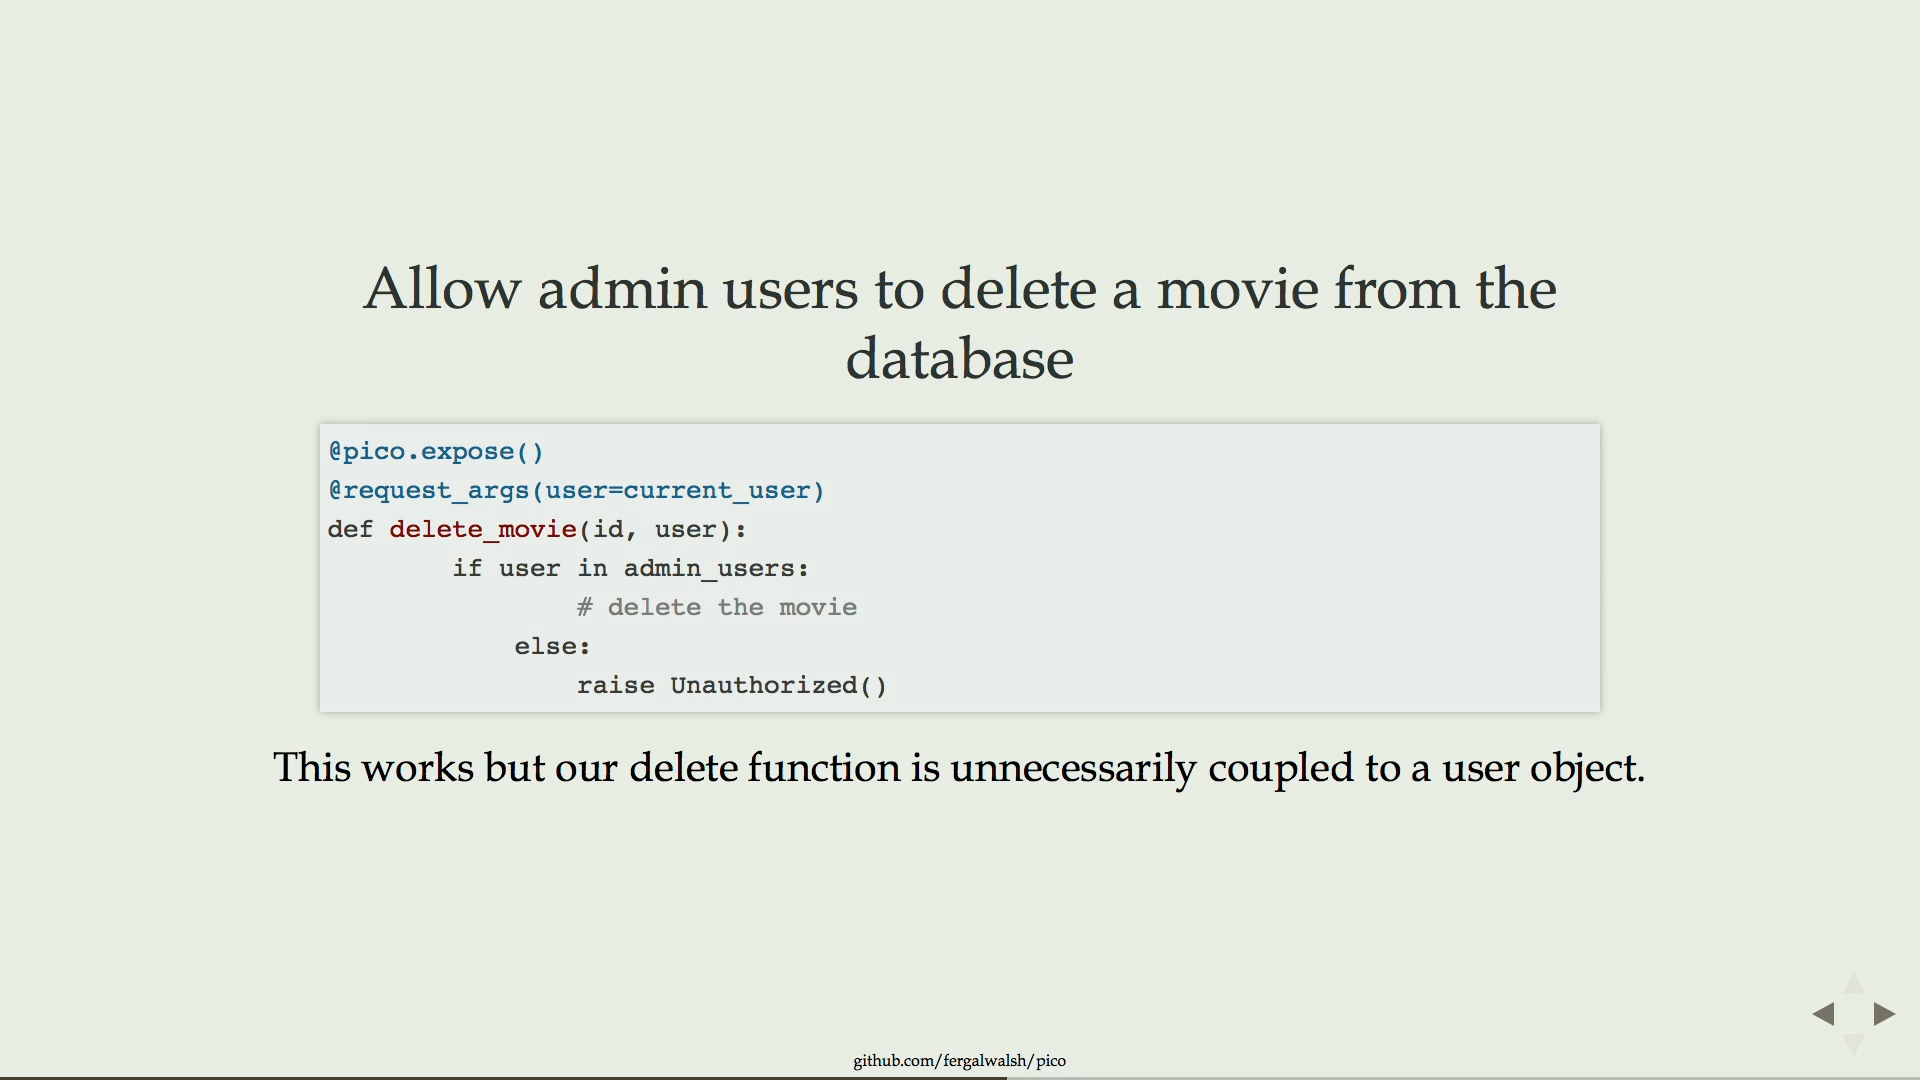 Allow admin users to delete a movie from the
database
@pico.expose()
@request_args(user=current_user)
def delete_movie(id, user):
        if user in admin_users:
                # delete the movie
            else:
                raise Unauthorized()
This works but our delete function is unnecessarily coupled to a user object.
github.com/fergalwalsh/pico